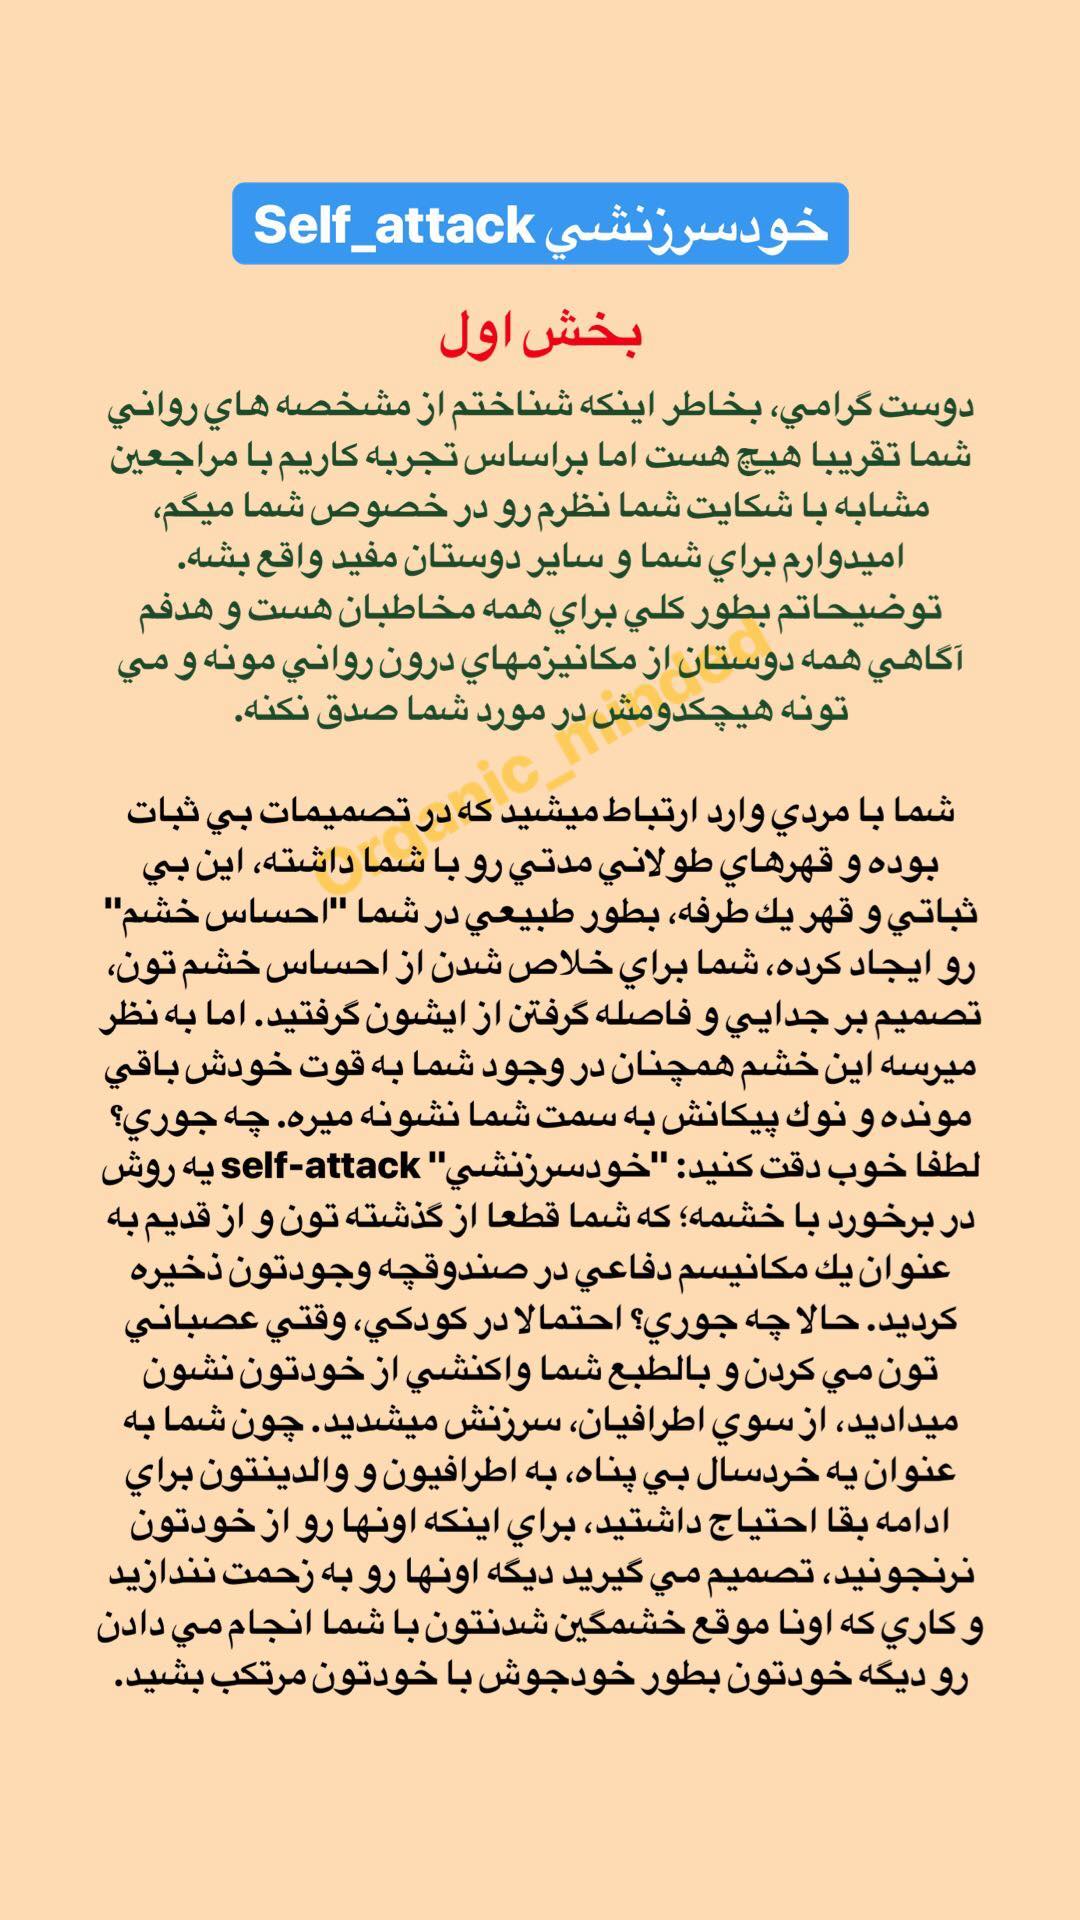 خودسرزنشي Self_attack
بخش اول
دوست گرامي، بخاطر اينكه شناختم از مشخصه هاي رواني
شما تقريبا هيچ هست اما براساس تجربه كاريم با مراجعين
مشابه با شكايت شما نظرم رو در خصوص شما ميگم،
اميدوارم براي شما و ساير دوستان مفيد واقع بشه.
توضيحاتم بطور كلي براي همه مخاطبان هست و هدفم
آگاهي همه دوستان از مكانيزمهاي درون رواني مونه و مي
تونه هيچكدومش در مورد شما صدق نكنه.
Organic_minded
شما با مردي وارد ارتباط ميشيد كه در تصميمات بي ثبات
بوده و قهرهاي طولاني مدتي رو با شما داشته، اين بي
ثباتي و قهر يك طرفه، بطور طبيعي در شما "احساس خشم"
رو ايجاد كرده، شما براي خلاص شدن از احساس خشم تون،
تصميم بر جدايي و فاصله گرفتن از ايشون گرفتيد. اما به نظر
ميرسه اين خشم همچنان در وجود شما به قوت خودش باقي
مونده و نوك پيكانش به سمت شما نشونه ميره. چه جوري؟
لطفا خوب دقت كنيد: "خودسرزنشي" self-attack يه روش
در برخورد با خشمه؛ كه شما قطعا از گذشته تون و از قديم به
عنوان يك مكانيسم دفاعي در صندوقچه وجودتون ذخيره
كرديد. حالا چه جوري؟ احتمالا در كودكي، وقتي عصباني
تون مي كردن و بالطبع شما واكنشي از خودتون نشون
ميداديد، از سوي اطرافيان، سرزنش ميشديد. چون شما به
عنوان يه خردسال بي پناه، به اطرافيون و والدينتون براي
ادامه بقا احتياج داشتيد، براي اينكه اونها رو از خودتون
نرنجونيد، تصميم مي گيريد ديگه اونها رو به زحمت نندازيد
و كاري كه اونا موقع خشمگين شدنتون با شما انجام مي دادن
رو ديگه خودتون بطور خودجوش با خودتون مرتكب بشيد.